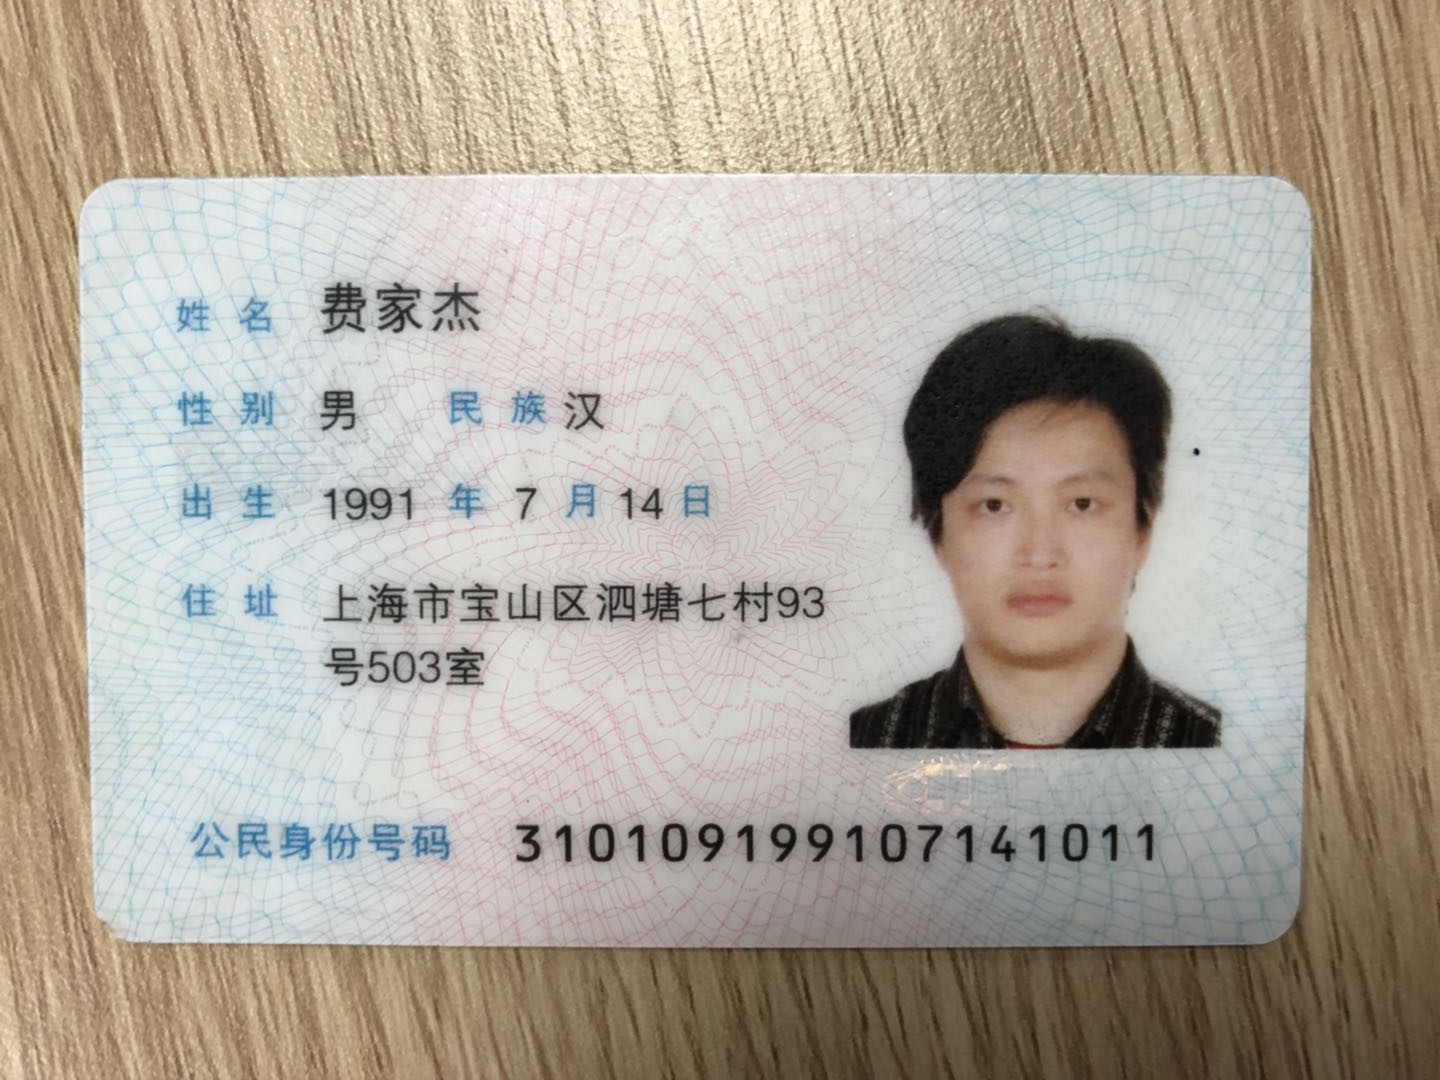 姓名 费家杰
性别 男 民族 汉
出生 1991 年 7 月 14 日
住址 上海市宝山区泗塘七村93
号503室
公民身份号码 310109199107141011